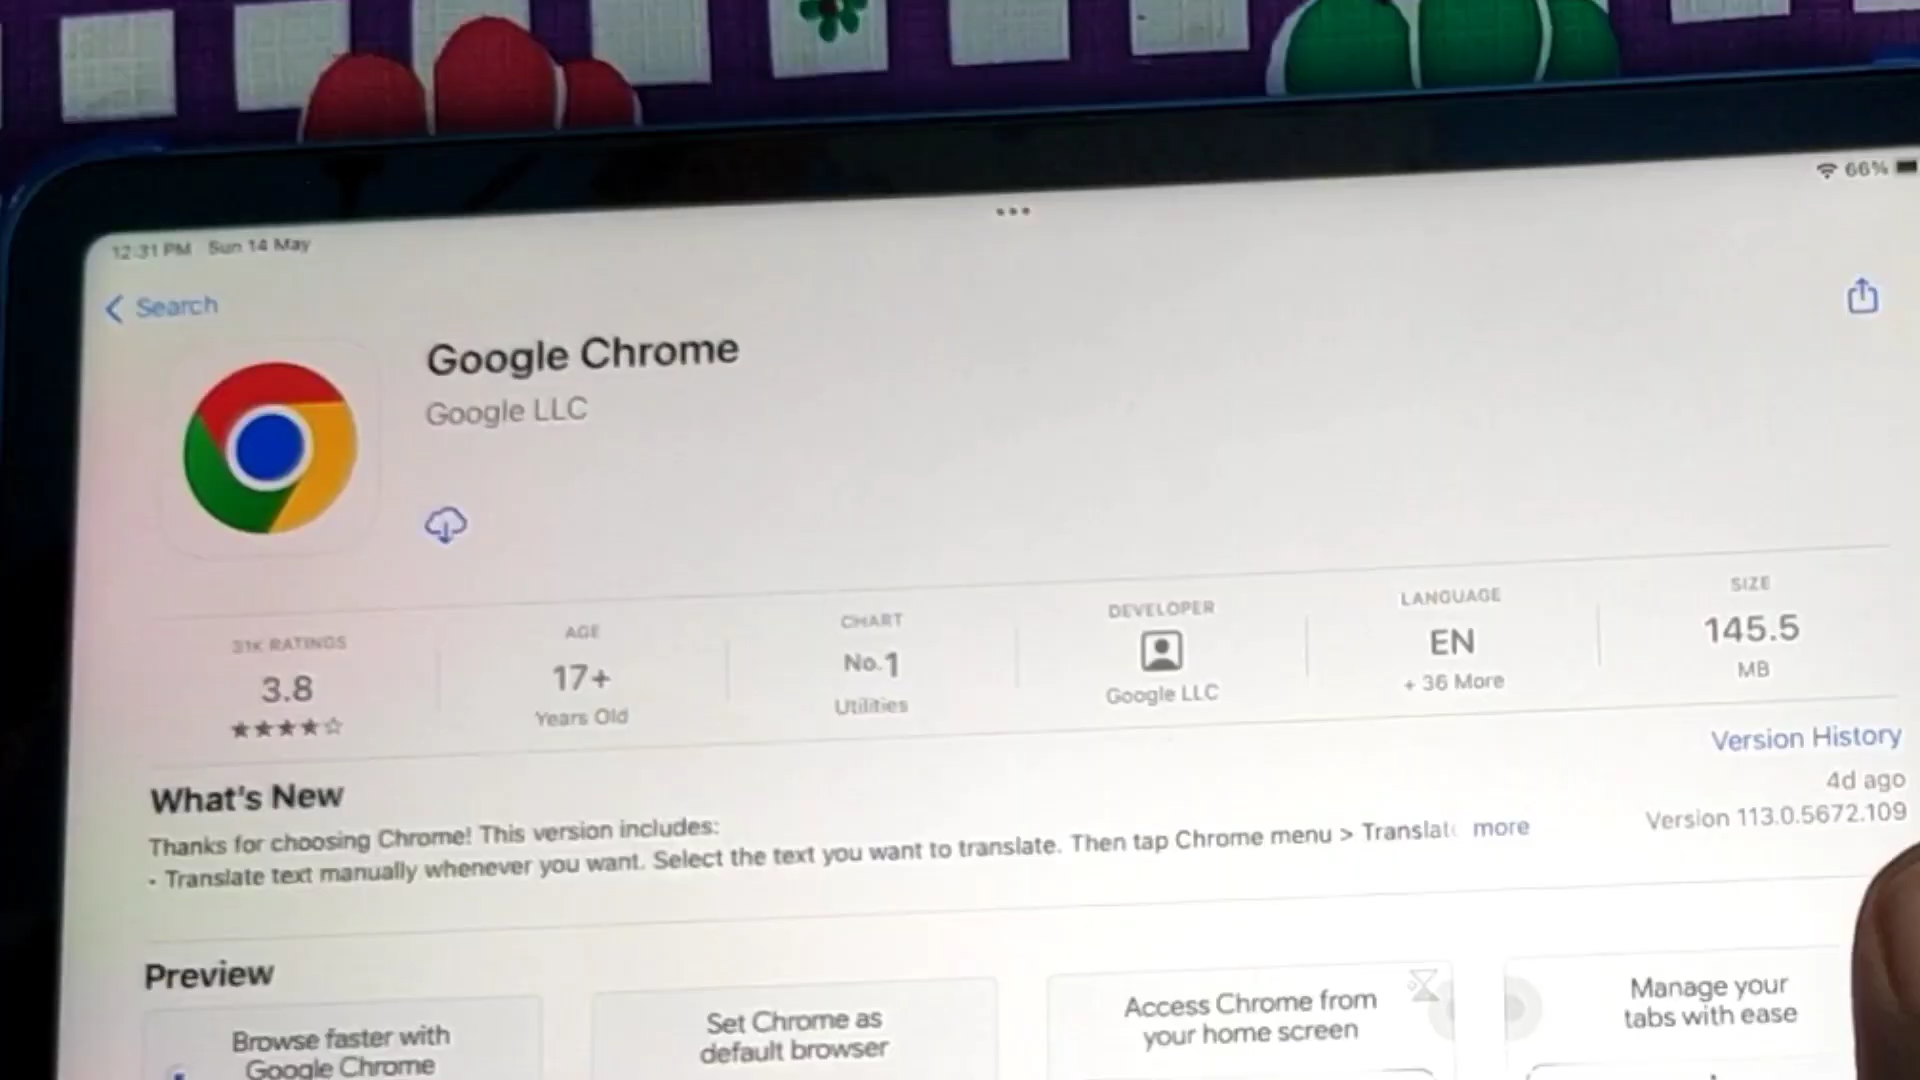 66%
12:31 PM Sun 14 May
Search
Google Chrome
Google LLC
31K RATINGS
3.8
AGE
17+
Years Old
CHART
No.1
Utilities
DEVELOPER
Google LLC
LANGUAGE
EN
+ 36 More
SIZE
145.5
MB
What's New
Version History
Thanks for choosing Chrome! This version includes:
4d ago
- Translate text manually whenever you want. Select the text you want to translate. Then tap Chrome menu > Translat more
Version 113.0.5672.109
Preview
Browse faster with
Google Chrome
Set Chrome as
default browser
Access Chrome from
your home screen
Manage your
tabs with ease